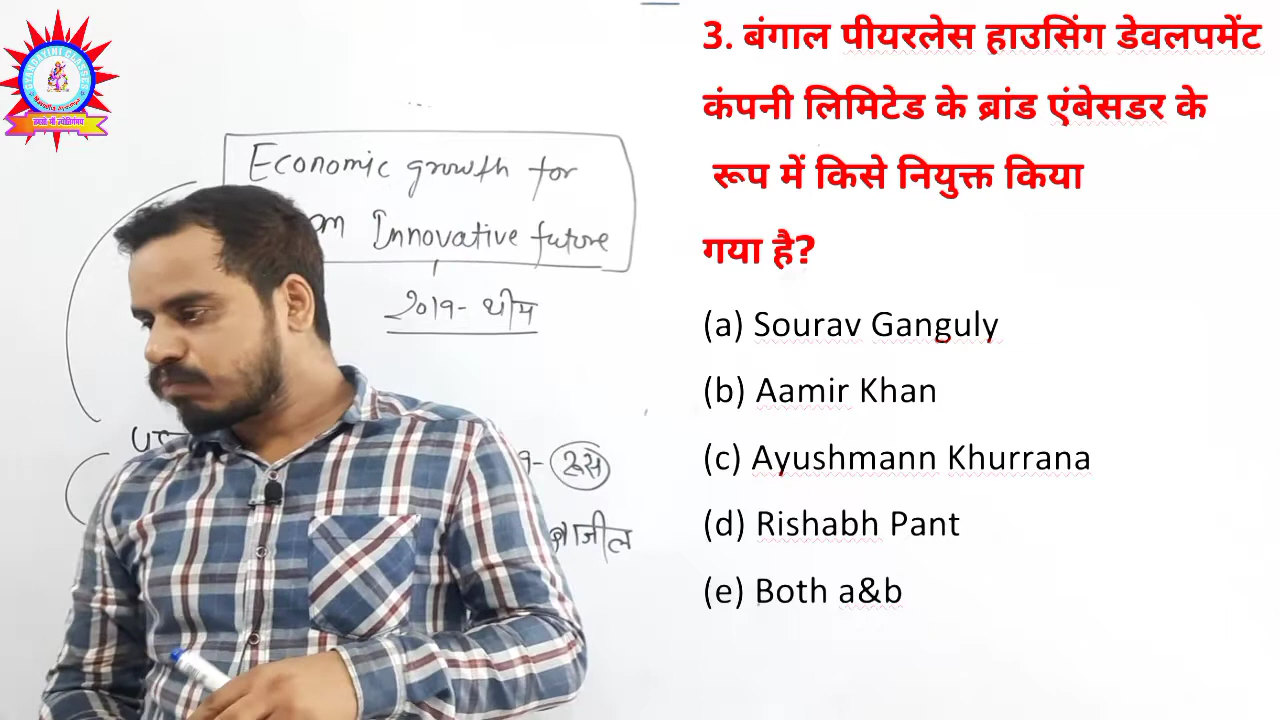 3. बंगाल पीयरलेस हाउसिंग डेवलपमेंट
कंपनी लिमिटेड के ब्रांड एंबेसडर के
रूप में किसे नियुक्त किया
गया है?
(a) Sourav Ganguly
(b) Aamir Khan
(c) Ayushmann Khurrana
(d) Rishabh Pant
(e) Both a&b
Economic growth for
Innovative future
2019- थीम
रूस
ब्राजील